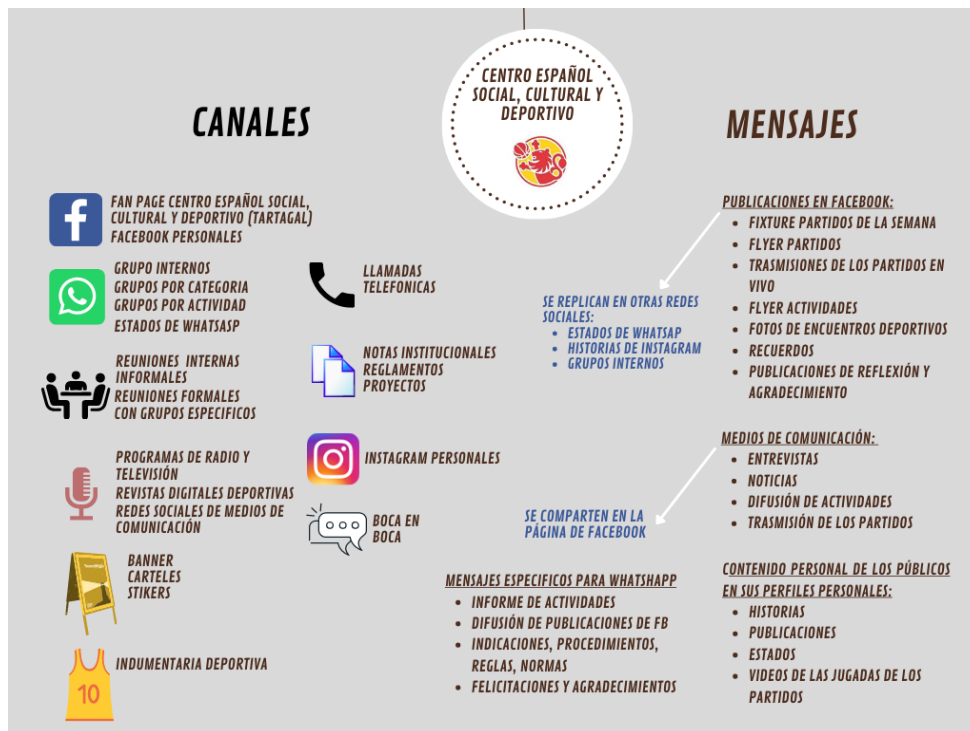 CENTRO ESPAÑOL
SOCIAL, CULTURAL Y
DEPORTIVO
CANALES
FAN PAGE CENTRO ESPAÑOL SOCIAL,
CULTURAL Y DEPORTIVO (TARTAGAL)
FACEBOOK PERSONALES
GRUPO INTERNOS
GRUPOS POR CATEGORIA
GRUPOS POR ACTIVIDAD
ESTADOS DE WHATSASP
REUNIONES INTERNAS
INFORMALES
REUNIONES FORMALES
CON GRUPOS ESPECIFICOS
PROGRAMAS DE RADIO Y
TELEVISIÓN
REVISTAS DIGITALES DEPORTIVAS
REDES SOCIALES DE MEDIOS DE
COMUNICACIÓN
BANNER
CARTELES
STIKERS
10
INDUMENTARIA DEPORTIVA
LLAMADAS
TELEFONICAS
NOTAS INSTITUCIONALES
REGLAMENTOS
PROYECTOS
INSTAGRAM PERSONALES
BOCA EN
BOCA
MENSAJES
PUBLICACIONES EN FACEBOOK:
• FIXTURE PARTIDOS DE LA SEMANA
• FLYER PARTIDOS
• TRASMISIONES DE LOS PARTIDOS EN
VIVO
• FLYER ACTIVIDADES
• FOTOS DE ENCUENTROS DEPORTIVOS
• RECUERDOS
• PUBLICACIONES DE REFLEXIÓN Y
AGRADECIMIENTO
SE REPLICAN EN OTRAS REDES
SOCIALES:
• ESTADOS DE WHATSAP
• HISTORIAS DE INSTAGRAM
• GRUPOS INTERNOS
MEDIOS DE COMUNICACIÓN:
• ENTREVISTAS
• NOTICIAS
• DIFUSIÓN DE ACTIVIDADES
• TRASMISIÓN DE LOS PARTIDOS
SE COMPARTEN EN LA
PÁGINA DE FACEBOOK
MENSAJES ESPECIFICOS PARA WHATSHAPP
• INFORME DE ACTIVIDADES
• DIFUSIÓN DE PUBLICACIONES DE FB
• INDICACIONES, PROCEDIMIENTOS,
REGLAS, NORMAS
• FELICITACIONES Y AGRADECIMIENTOS
CONTENIDO PERSONAL DE LOS PÚBLICOS
EN SUS PERFILES PERSONALES:
• HISTORIAS
• PUBLICACIONES
• ESTADOS
• VIDEOS DE LAS JUGADAS DE LOS
PARTIDOS